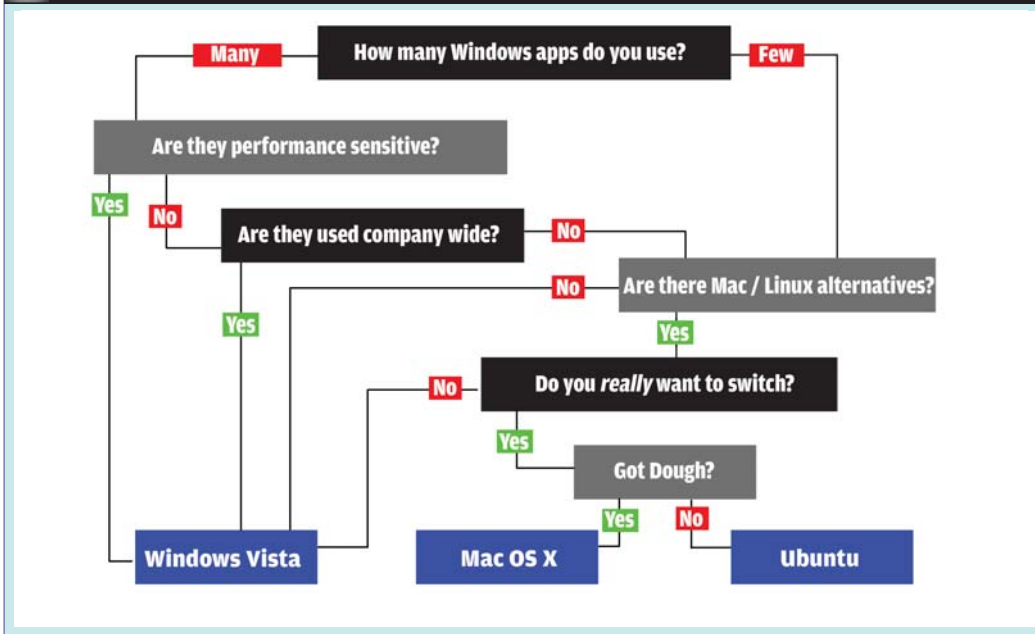 How many Windows apps do you use?
Many
Few
Are they performance sensitive?
Yes
No
Are they used company wide?
No
Are there Mac / Linux alternatives?
No
Yes
Yes
Do you really want to switch?
No
Yes
Got Dough?
Yes
No
Windows Vista
Mac OS X
Ubuntu